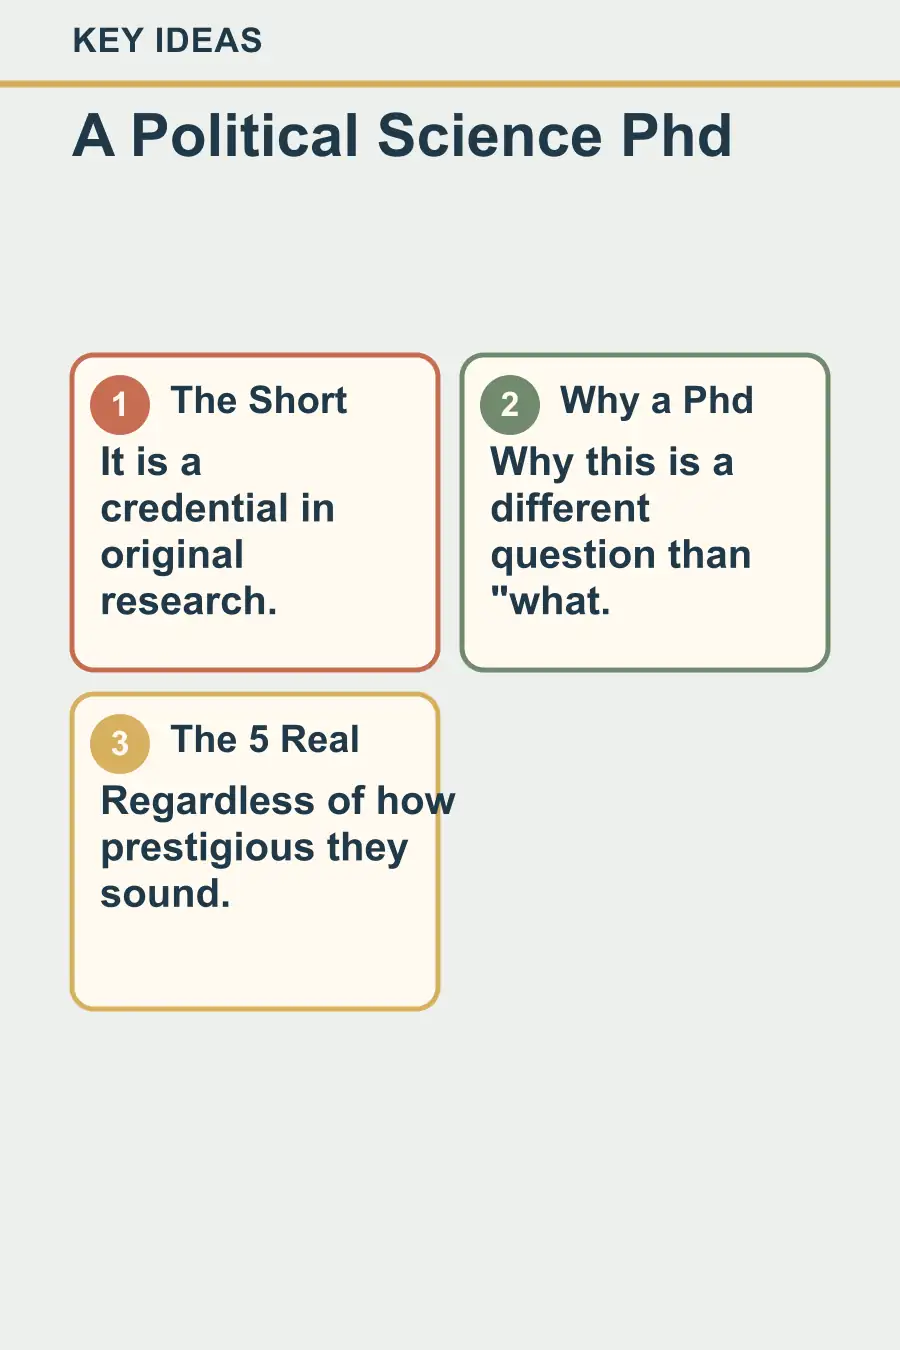 KEY IDEAS
A Political Science Phd
1 The Short
It is a
credential in
original
research.
2 Why a Phd
Why this is a
different
question than
"what.
3 The 5 Real
Regardless of how
prestigious they
sound.